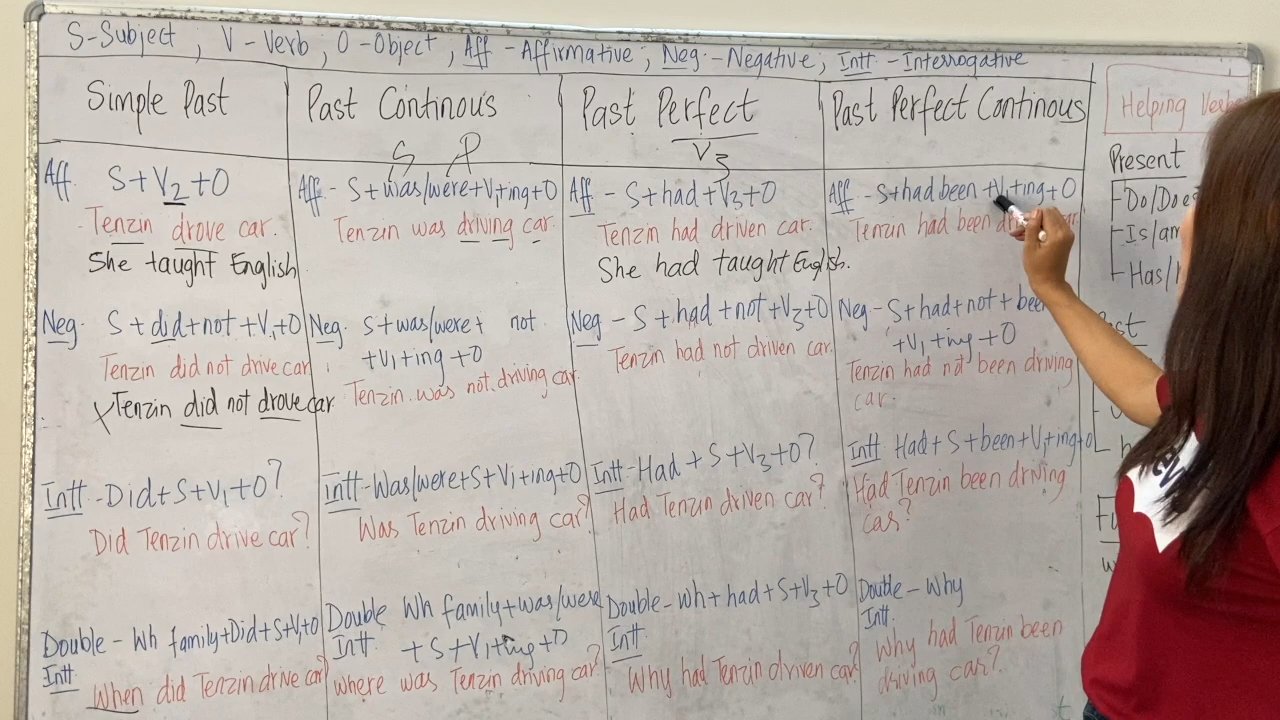 S-Subject , V-Verb, O-Object, Aff -Affirmative, Neg.-Negative, Intt -Interrogative
Simple Past
Aff. S+V2+O
Tenzin drove car.
She taught English
Neg. S+did+not+V1+O
Tenzin did not drive car
XTenzin did not drove car.
Intt-Did+S+V1+O?
Did Tenzin drive car?
Double-Wh family+Did+S+V1+O
Intt
When did Tenzin drive car?
Past Continous
S P
Aff- S+was/were+V1+ing+O
Tenzin was driving car.
Neg. S+was/were+ not
+V1+ing+O
Tenzin was not driving car.
Intt-Was/were+S+V1+ing+O
Was Tenzin driving car?
Double Wh family+was/were
Intt +S+V1+ing+O
where was Tenzin driving car?
Past Perfect
V3
Aff - S+had+V3+O
Tenzin had driven car.
She had taught English.
Neg - S+had+not+V3+O
Tenzin had not driven car.
Intt-Had+S+V3+O?
Had Tenzin driven car?
Double-Wh+had+S+V3+O
Intt
Why had Tenzin driven car?
Past Perfect Continous
Aff -S+had been+V1+ing+O
Tenzin had been
Neg-S+had+not+been
+V1+ing+O
Tenzin had not been driving
car.
Intt Had+S+been+V1+ing+O
Had Tenzin been driving
car?
Double-Why
Intt
Why had Tenzin been
driving car?
Helping
Present
Do/Does
Is/am
Has/